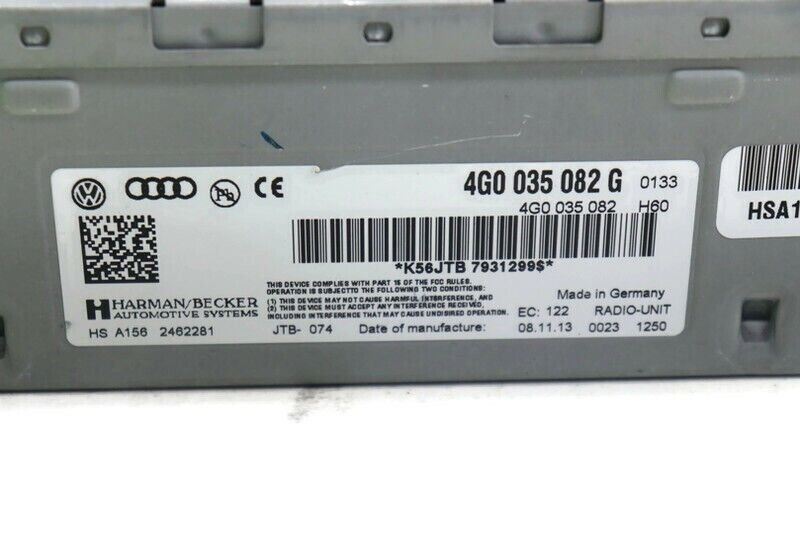 4G0 035 082 G 0133
4G0 035 082 H60
*K56JTB 7931299$*
HSA1
THIS DEVICE COMPLIES WITH PART 15 OF THE FCC RULES.
OPERATION IS SUBJECTTO THE FOLLOWING TWO CONDITIONS:
(1) THIS DEVICE MAY NOT CAUSE HARMFUL INTERFERENCE, AND
(2) THIS DEVICE MUST ACCEPT ANY INTERFERENCE RECEIVED,
INCLUDING INTERFERENCE THAT MAY CAUSE UNDISIRED OPERATION.
HARMAN/BECKER
AUTOMOTIVE SYSTEMS
Made in Germany
EC: 122 RADIO-UNIT
HS A156 2462281 JTB- 074 Date of manufacture: 08.11.13 0023 1250